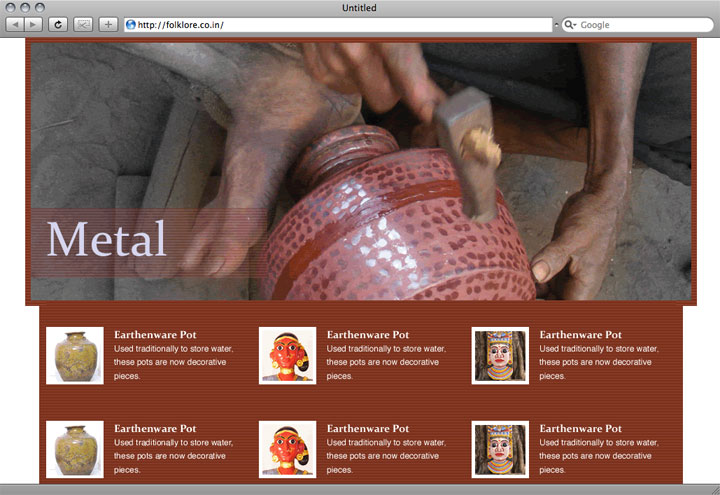 Untitled
http://folklore.co.in/
Google
Metal
Earthenware Pot
Used traditionally to store water,
these pots are now decorative
pieces.
Earthenware Pot
Used traditionally to store water,
these pots are now decorative
pieces.
Earthenware Pot
Used traditionally to store water,
these pots are now decorative
pieces.
Earthenware Pot
Used traditionally to store water,
these pots are now decorative
pieces.
Earthenware Pot
Used traditionally to store water,
these pots are now decorative
pieces.
Earthenware Pot
Used traditionally to store water,
these pots are now decorative
pieces.